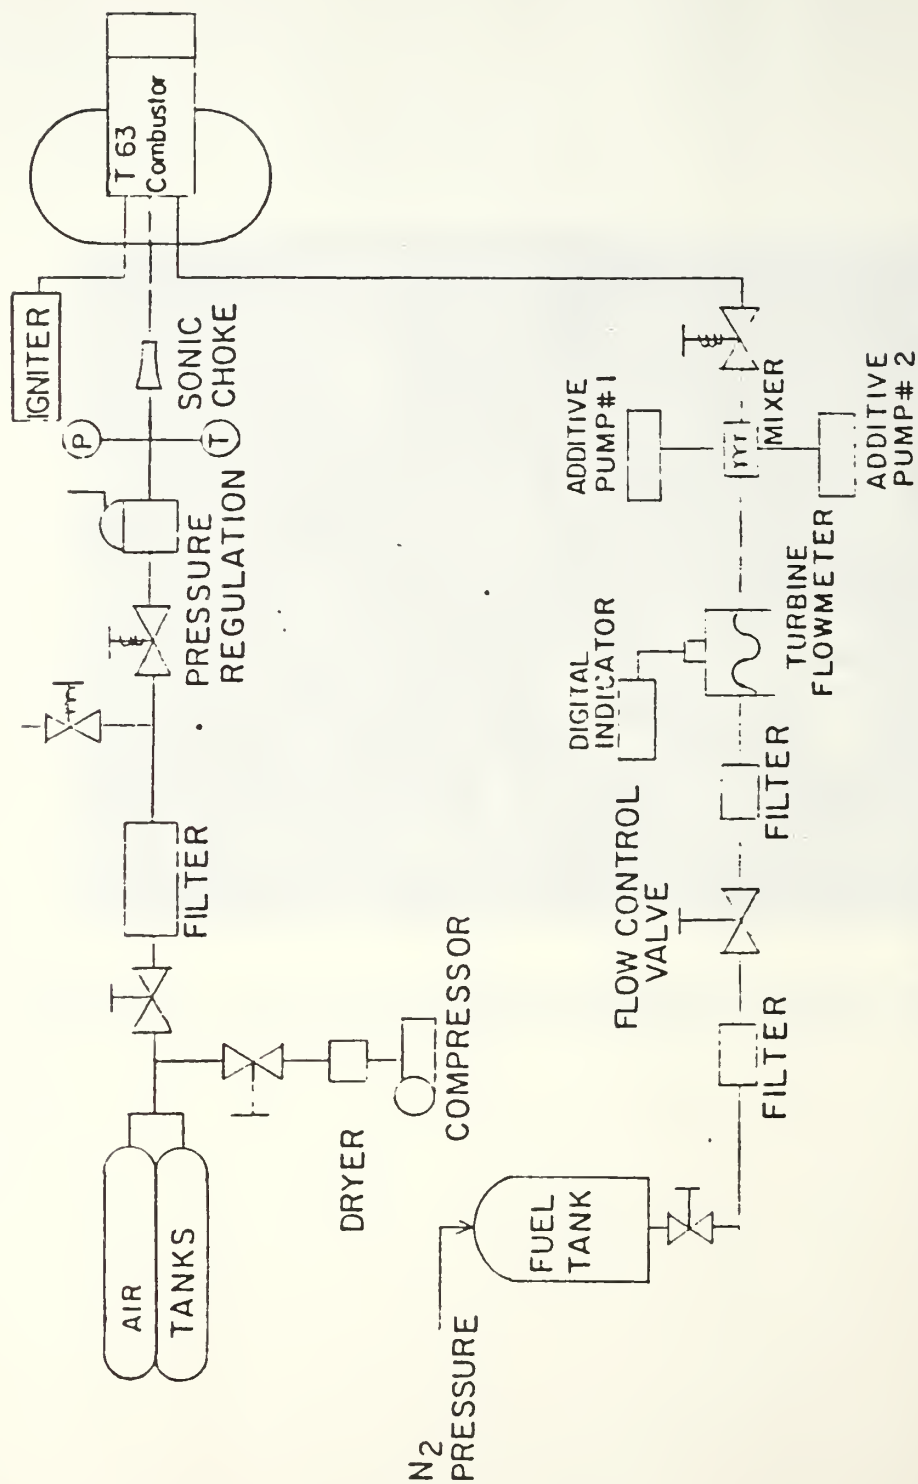 AIR
TANKS
DRYER
COMPRESSOR
FILTER
PRESSURE
REGULATION
P
T
SONIC
CHOKE
IGNITER
T 63
Combustor
N2
PRESSURE
FUEL
TANK
FILTER
FLOW CONTROL
VALVE
FILTER
DIGITAL
INDICATOR
TURBINE
FLOWMETER
ADDITIVE
PUMP#1
MIXER
ADDITIVE
PUMP# 2